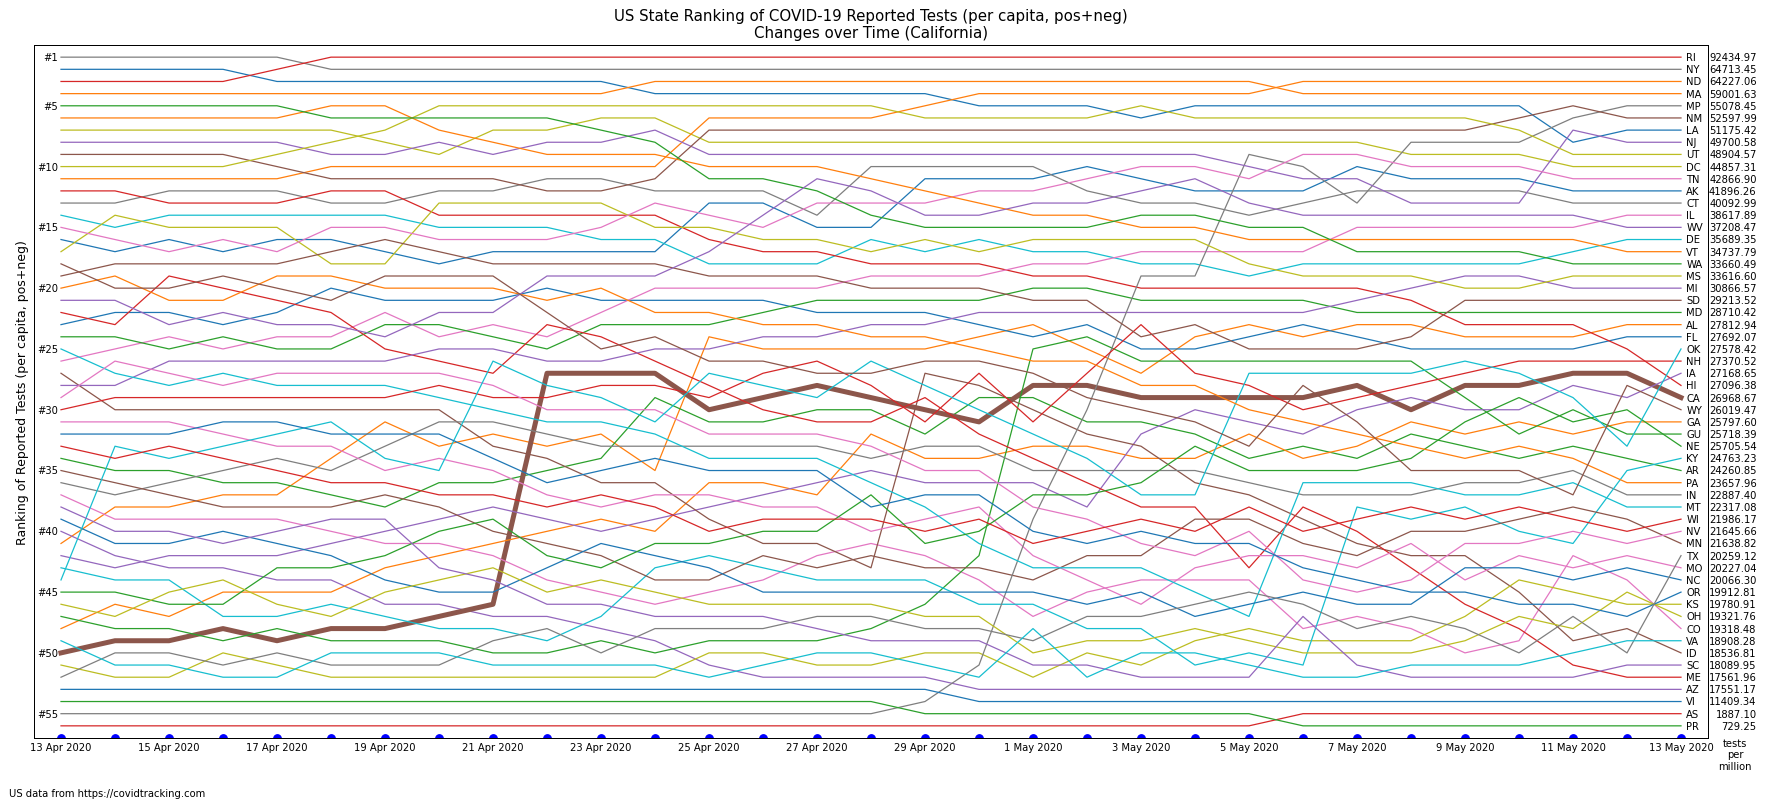 US State Ranking of COVID-19 Reported Tests (per capita, pos+neg)
Changes over Time (California)
Ranking of Reported Tests (per capita, pos+neg)
#1
#5
#10
#15
#20
#25
#30
#35
#40
#45
#50
#55
RI 92434.97
NY 64713.45
ND 64227.06
MA 59001.63
MP 55078.45
NM 52597.99
LA 51175.42
NJ 49700.58
UT 48904.57
DC 44857.31
TN 42866.90
AK 41896.26
CT 40092.99
IL 38617.89
WV 37208.47
DE 35689.35
VT 34737.79
WA 33660.49
MS 33616.60
MI 30866.57
SD 29213.52
MD 28710.42
AL 27812.94
FL 27692.07
OK 27578.42
NH 27370.52
IA 27168.65
HI 27096.38
CA 26968.67
WY 26019.47
GA 25797.60
GU 25718.39
NE 25705.54
KY 24763.23
AR 24260.85
PA 23657.96
IN 22887.40
MT 22317.08
WI 21986.17
NV 21645.66
MN 21638.82
TX 20259.12
MO 20227.04
NC 20066.30
OR 19912.81
KS 19780.91
OH 19321.76
CO 19318.48
VA 18908.28
ID 18536.81
SC 18089.95
ME 17561.96
AZ 17551.17
VI 11409.34
AS 1887.10
PR 729.25
13 Apr 2020 15 Apr 2020 17 Apr 2020 19 Apr 2020 21 Apr 2020 23 Apr 2020 25 Apr 2020 27 Apr 2020 29 Apr 2020 1 May 2020 3 May 2020 5 May 2020 7 May 2020 9 May 2020 11 May 2020 13 May 2020
tests
per
million
US data from https://covidtracking.com